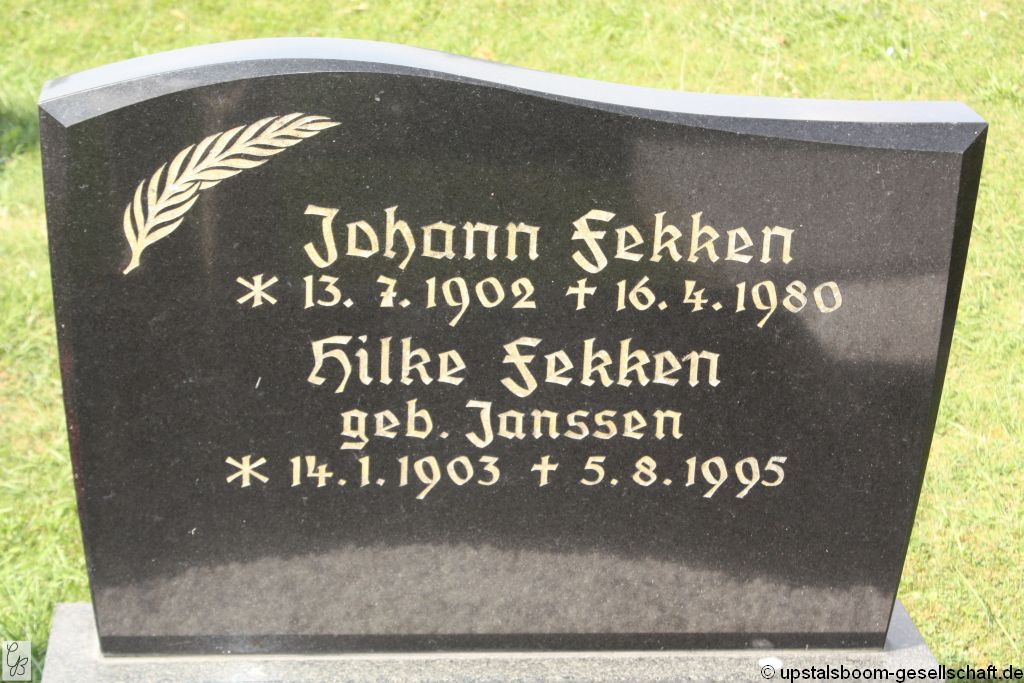 Johann Fekken
* 13. 7. 1902 † 16. 4. 1980
Hilke Fekken
geb. Janssen
* 14. 1. 1903 † 5. 8. 1995
© upstalsboom-gesellschaft.de